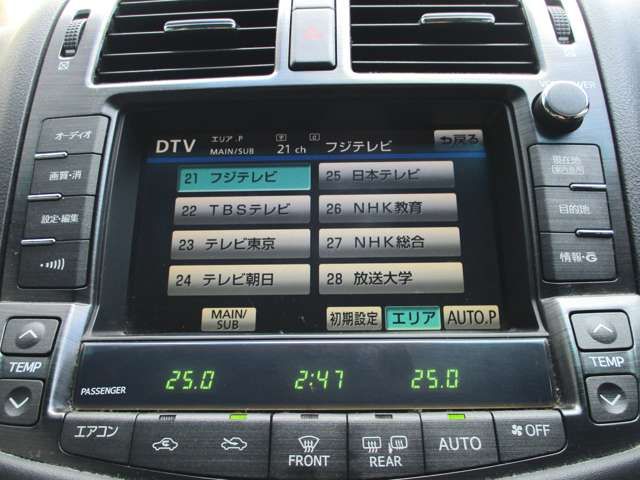 POWER
オーディオ
画質・消
設定・編集
DTV エリア.P MAIN/SUB 21 ch フジテレビ 戻る
21 フジテレビ 25 日本テレビ
22 TBSテレビ 26 NHK教育
23 テレビ東京 27 NHK総合
24 テレビ朝日 28 放送大学
MAIN/
SUB
初期設定 エリア AUTO.P
現在地
目的地
情報・G
TEMP
TEMP
PASSENGER 25.0 2:47 25.0
エアコン FRONT REAR AUTO OFF